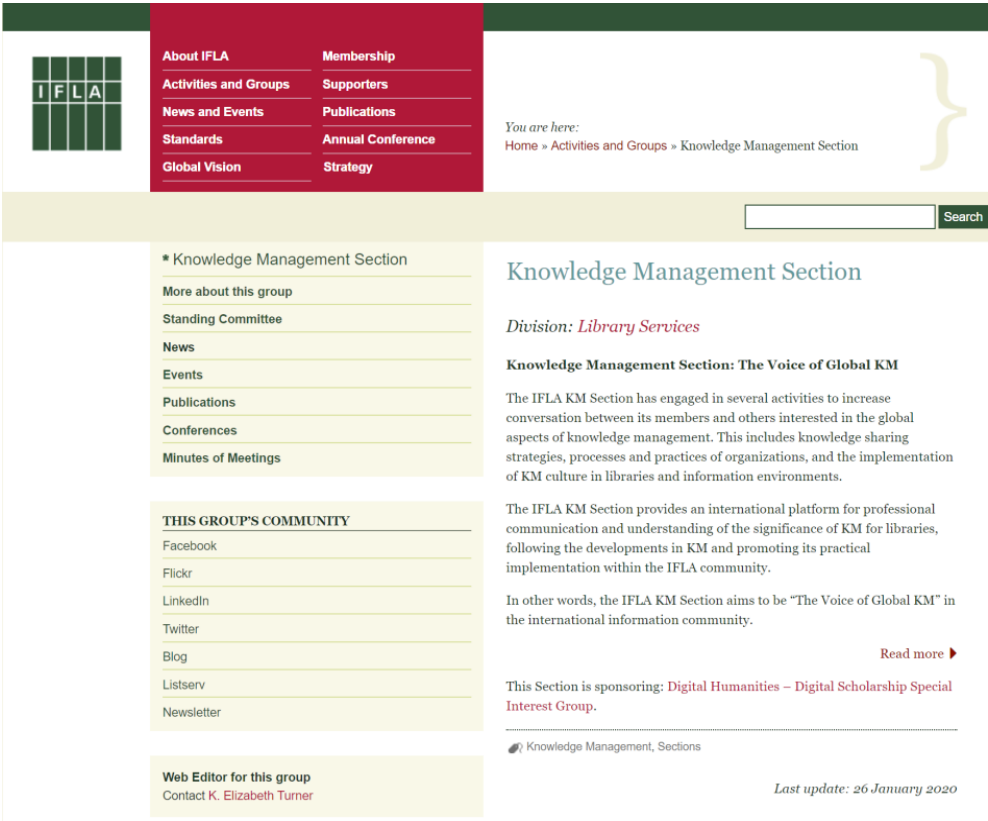 IFLA
About IFLA
Activities and Groups
News and Events
Standards
Global Vision
Membership
Supporters
Publications
Annual Conference
Strategy
You are here:
Home » Activities and Groups » Knowledge Management Section
Search
* Knowledge Management Section
More about this group
Standing Committee
News
Events
Publications
Conferences
Minutes of Meetings
THIS GROUP'S COMMUNITY
Facebook
Flickr
LinkedIn
Twitter
Blog
Listserv
Newsletter
Web Editor for this group
Contact K. Elizabeth Turner
Knowledge Management Section
Division: Library Services
Knowledge Management Section: The Voice of Global KM
The IFLA KM Section has engaged in several activities to increase
conversation between its members and others interested in the global
aspects of knowledge management. This includes knowledge sharing
strategies, processes and practices of organizations, and the implementation
of KM culture in libraries and information environments.
The IFLA KM Section provides an international platform for professional
communication and understanding of the significance of KM for libraries,
following the developments in KM and promoting its practical
implementation within the IFLA community.
In other words, the IFLA KM Section aims to be “The Voice of Global KM” in
the international information community.
Read more
This Section is sponsoring: Digital Humanities – Digital Scholarship Special
Interest Group.
Knowledge Management, Sections
Last update: 26 January 2020